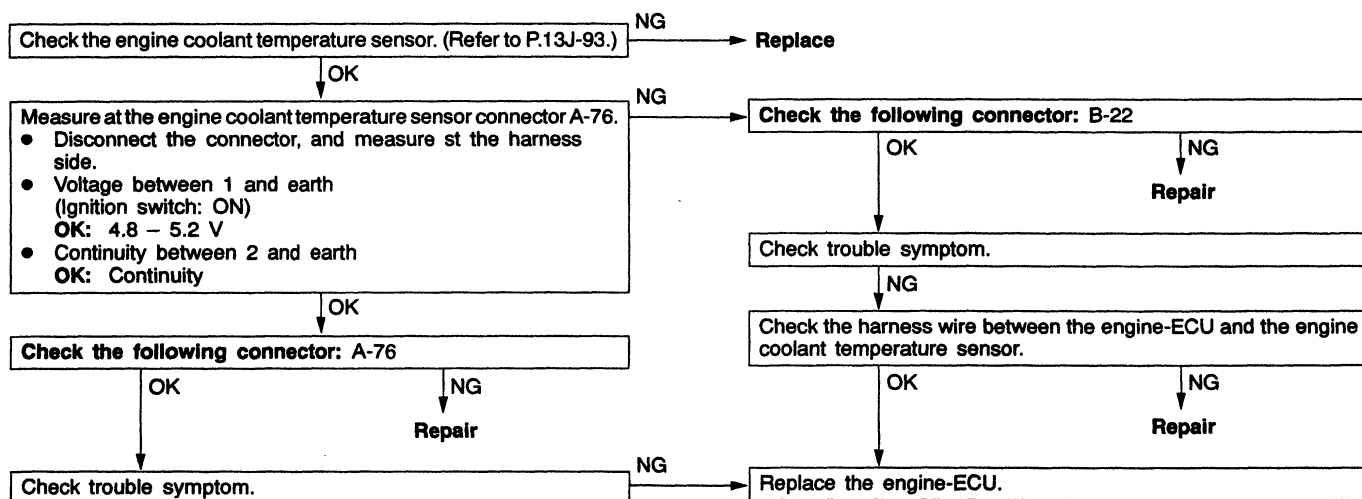 Check the engine coolant temperature sensor. (Refer to P.13J-93.)
NG
Replace
OK
Measure at the engine coolant temperature sensor connector A-76.
● Disconnect the connector, and measure st the harness
side.
● Voltage between 1 and earth
(Ignition switch: ON)
OK: 4.8 – 5.2 V
● Continuity between 2 and earth
OK: Continuity
NG
Check the following connector: B-22
OK
NG
Repair
Check trouble symptom.
NG
Check the harness wire between the engine-ECU and the engine
coolant temperature sensor.
OK
NG
Repair
OK
Check the following connector: A-76
OK
NG
Repair
Check trouble symptom.
NG
Replace the engine-ECU.